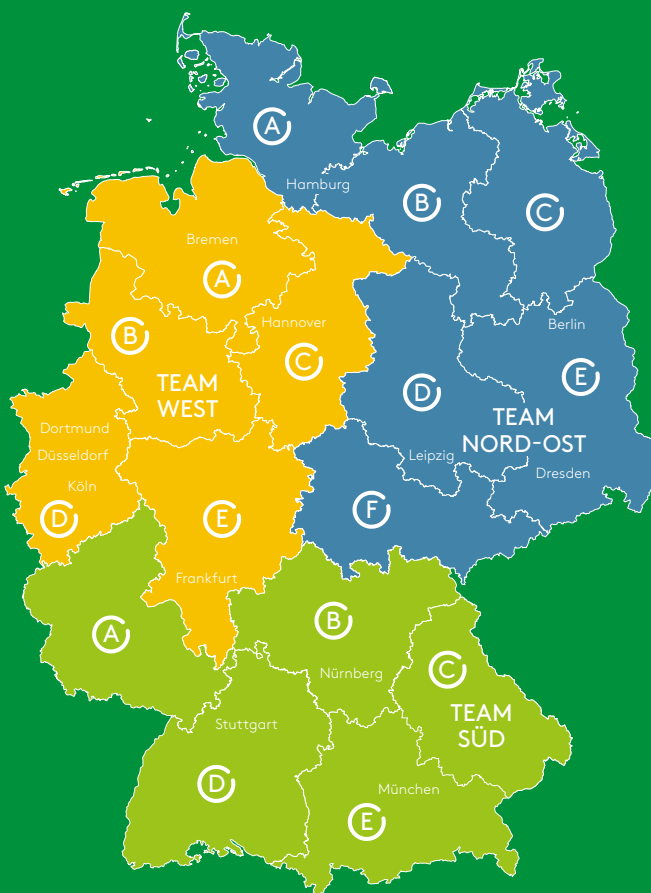 A
Hamburg
B
C
Bremen
A
Hannover
B
C
TEAM
WEST
Dortmund
Düsseldorf
Köln
D
E
Frankfurt
Berlin
E
D
TEAM
NORD-OST
Leipzig
Dresden
F
A
B
Nürnberg
C
TEAM
SÜD
Stuttgart
D
München
E